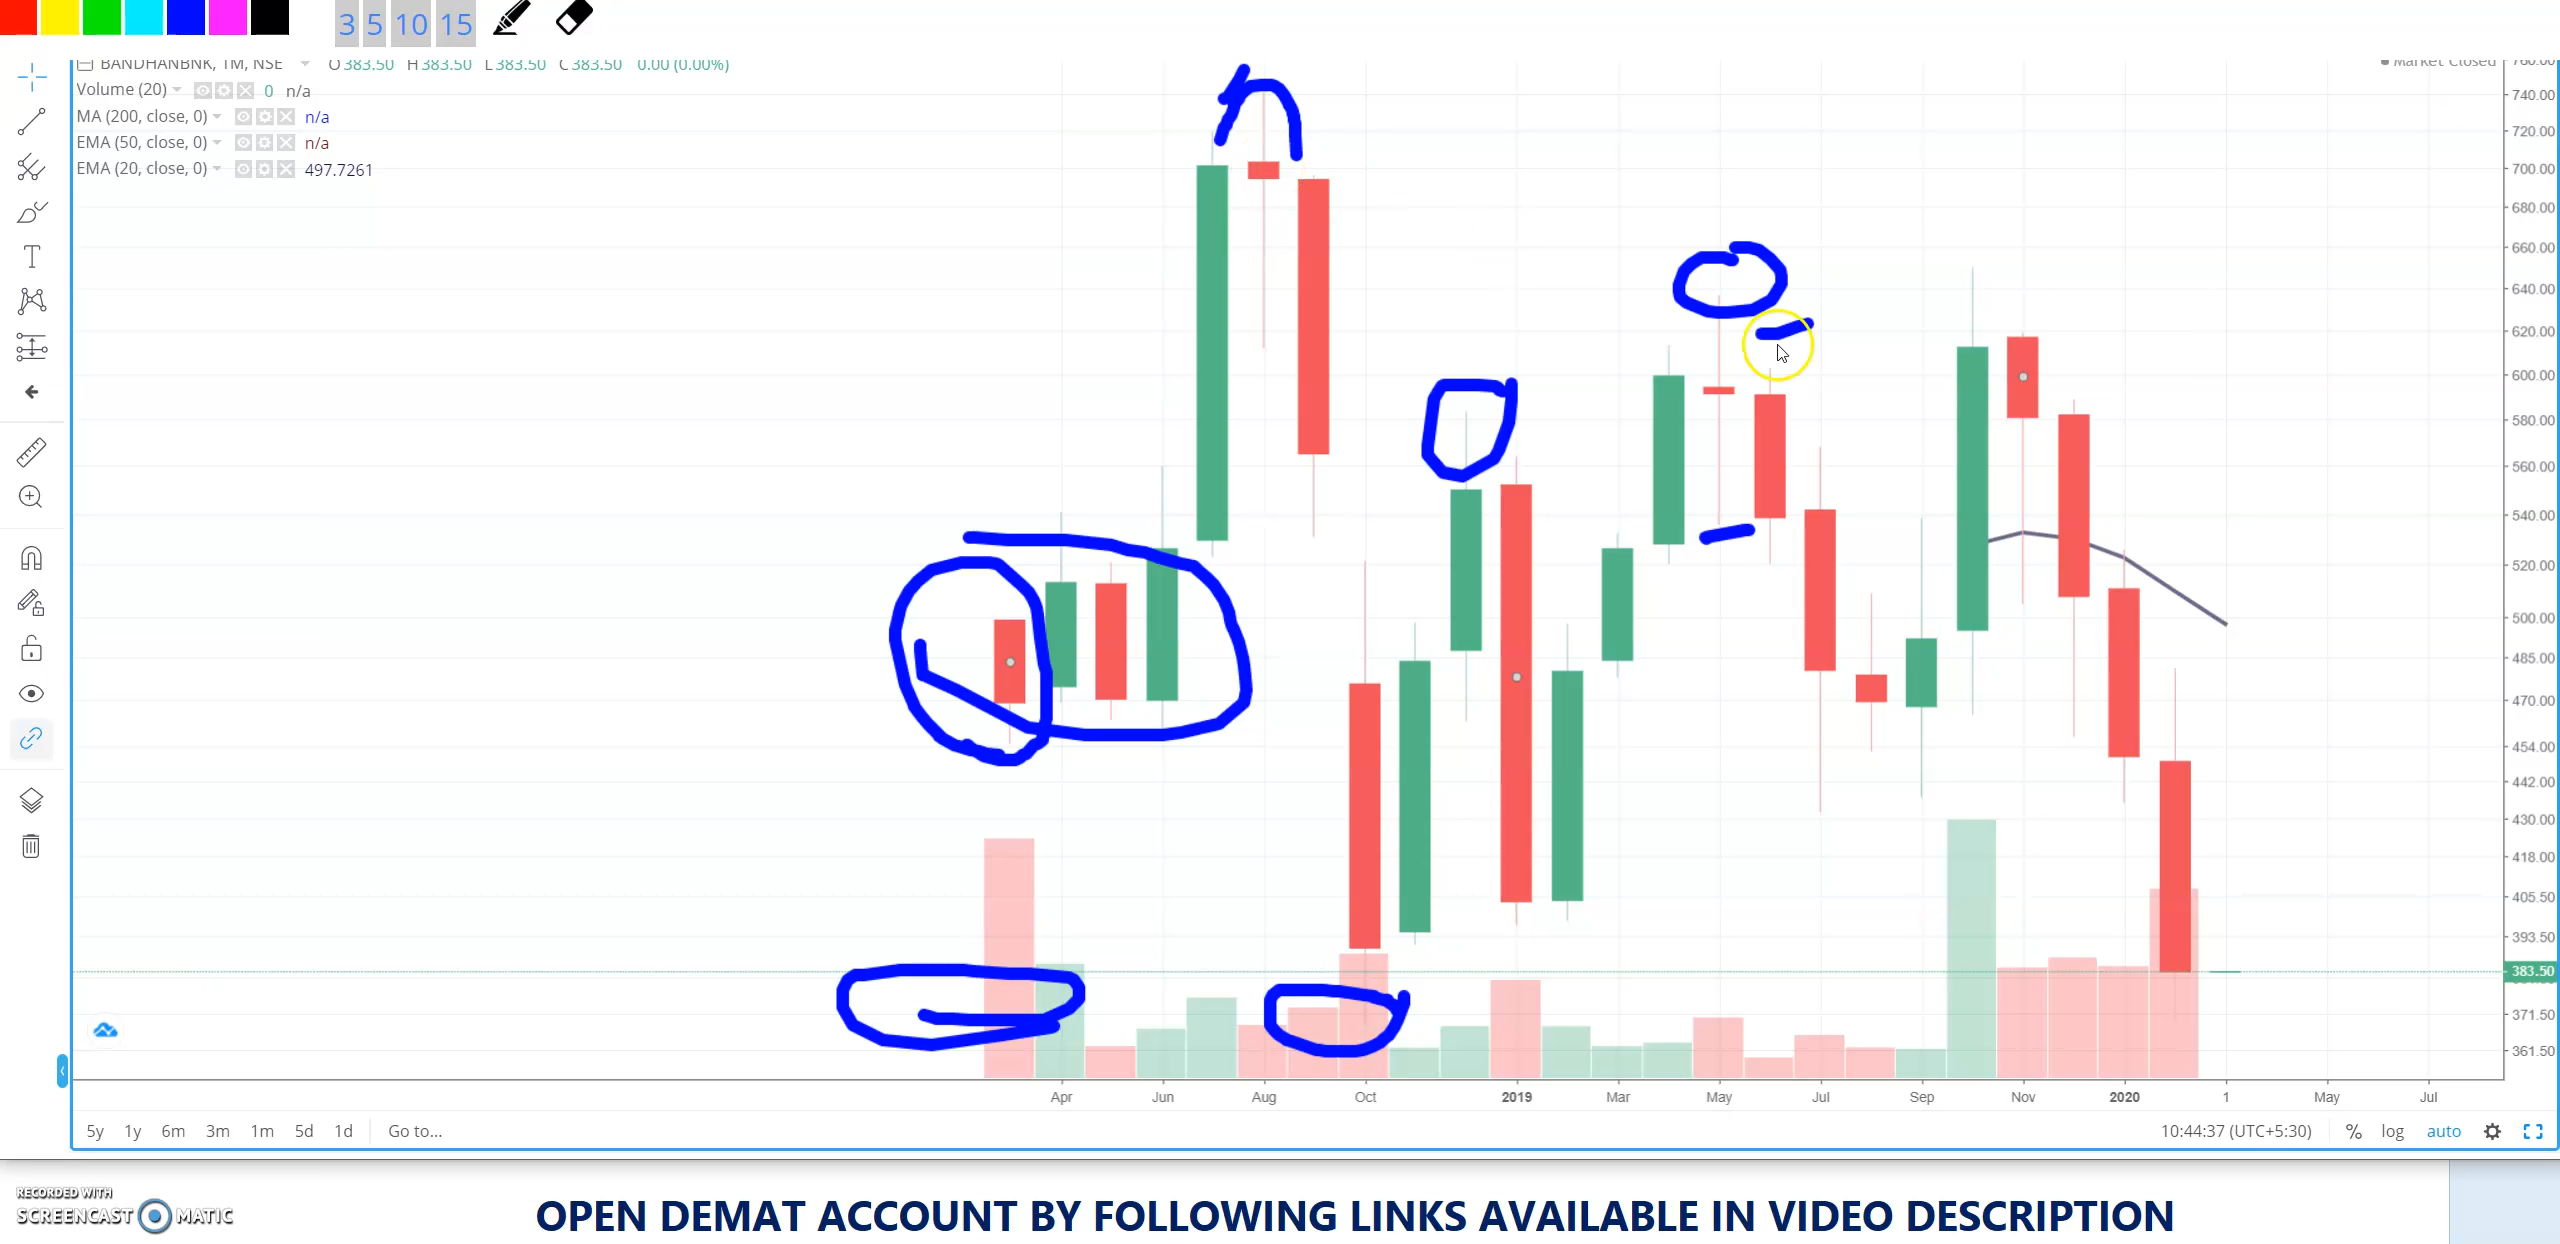 3 5 10 15
BANDHANBNK, 1M, NSE O383.50 H383.50 L383.50 C383.50 0.00 (0.00%)
Market Closed
Volume (20) 0 n/a
MA (200, close, 0) n/a
EMA (50, close, 0) n/a
EMA (20, close, 0) 497.7261
760.00
740.00
720.00
700.00
680.00
660.00
640.00
620.00
600.00
580.00
560.00
540.00
520.00
500.00
485.00
470.00
454.00
442.00
430.00
418.00
405.50
393.50
383.50
371.50
361.50
Apr Jun Aug Oct 2019 Mar May Jul Sep Nov 2020 1 May Jul
5y 1y 6m 3m 1m 5d 1d Go to... 10:44:37 (UTC+5:30) % log auto
RECORDED WITH
SCREENCAST MATIC
OPEN DEMAT ACCOUNT BY FOLLOWING LINKS AVAILABLE IN VIDEO DESCRIPTION